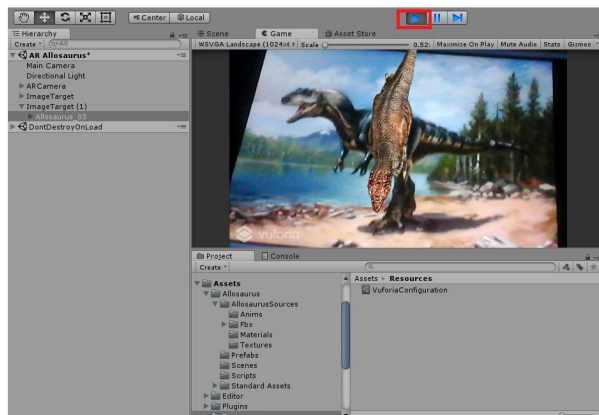 Center Local
Hierarchy
Create All
AR Allosaurus*
Main Camera
Directional Light
ARCamera
ImageTarget
ImageTarget (1)
Allosaurus_03
DontDestroyOnLoad
Scene Game Asset Store
WSVGA Landscape (1024x Scale 0.52: Maximize On Play Mute Audio Stats Gizmos
vuforia
Project Console
Create
Assets
Allosaurus
AllosaurusSources
Anims
Fbx
Materials
Textures
Prefabs
Scenes
Scripts
Standard Assets
Editor
Plugins
Assets Resources
VuforiaConfiguration